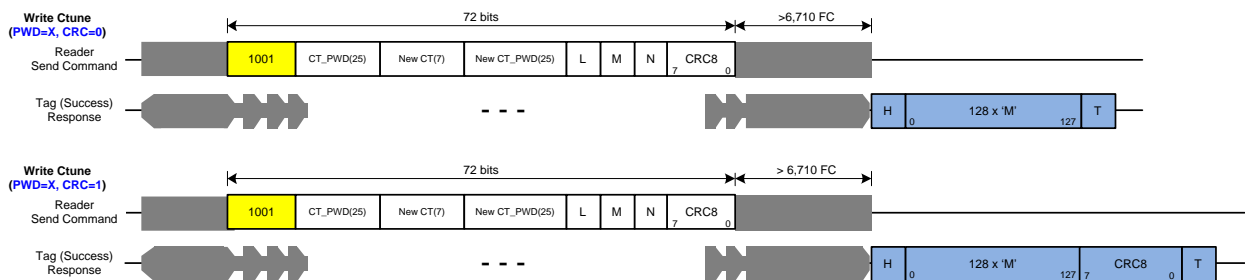 Write Ctune
(PWD=X, CRC=0)
72 bits
>6,710 FC
Reader
Send Command
1001 CT_PWD(25) New CT(7) New CT_PWD(25) L M N CRC8
7 0
Tag (Success)
Response
- - -
H 128 x 'M' T
0 127
Write Ctune
(PWD=X, CRC=1)
72 bits
> 6,710 FC
Reader
Send Command
1001 CT_PWD(25) New CT(7) New CT_PWD(25) L M N CRC8
7 0
Tag (Success)
Response
- - -
H 128 x 'M' CRC8 T
0 127 7 0